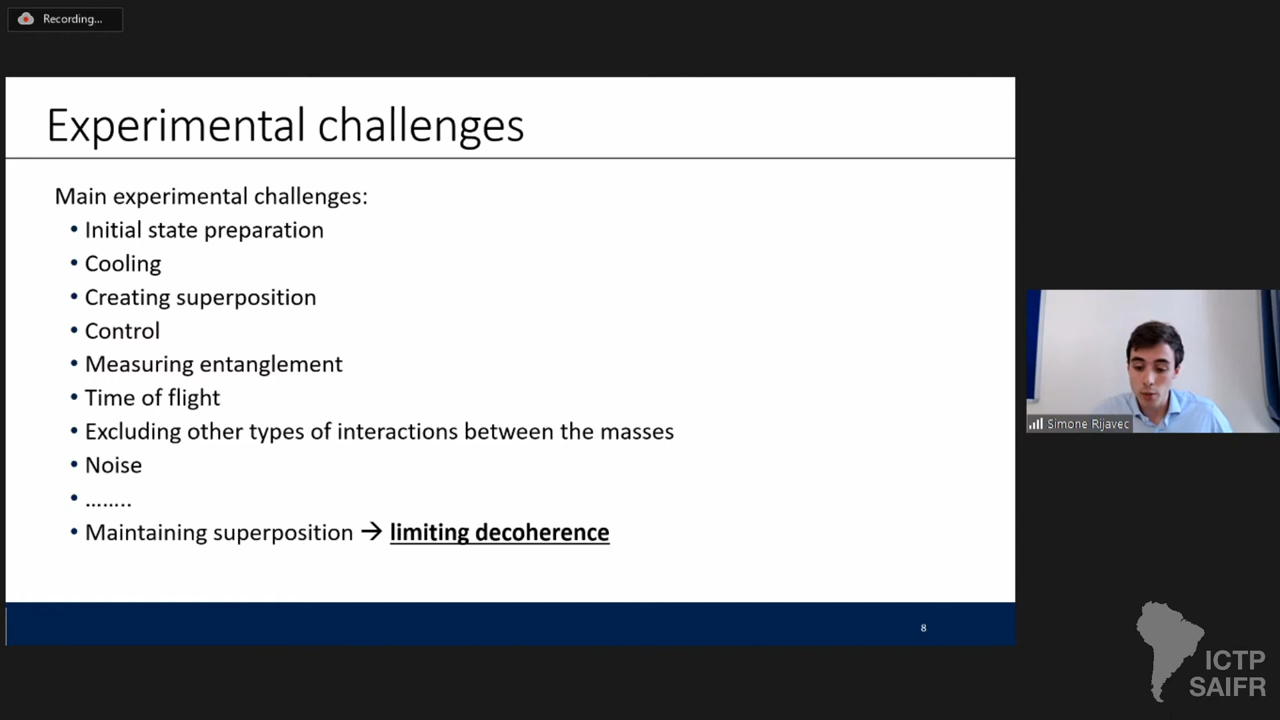 Recording...
Experimental challenges
Main experimental challenges:
• Initial state preparation
• Cooling
• Creating superposition
• Control
• Measuring entanglement
• Time of flight
• Excluding other types of interactions between the masses
• Noise
• ........
• Maintaining superposition → limiting decoherence
8
Simone Rijavec
ICTP
SAIFR